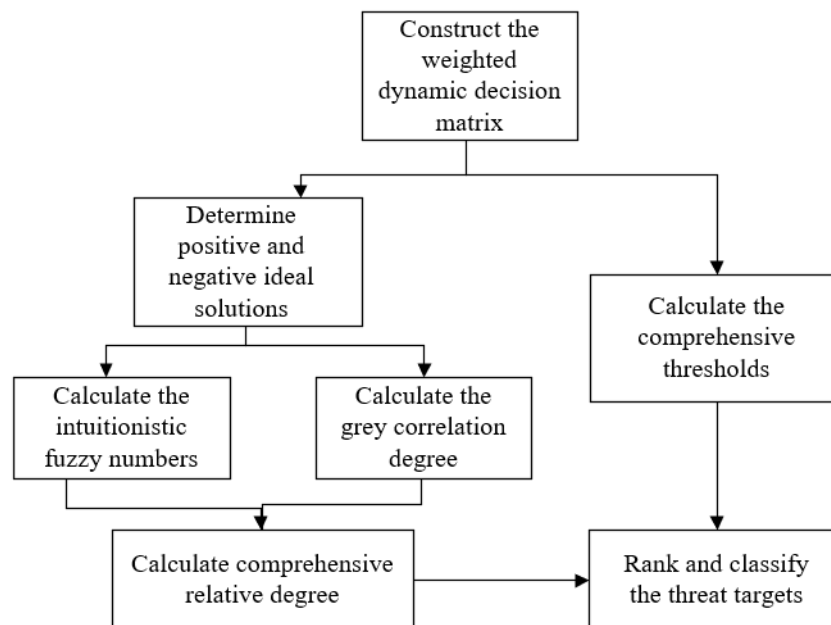 Construct the
weighted
dynamic decision
matrix
Determine
positive and
negative ideal
solutions
Calculate the
comprehensive
thresholds
Calculate the
intuitionistic
fuzzy numbers
Calculate the
grey correlation
degree
Calculate comprehensive
relative degree
Rank and classify
the threat targets